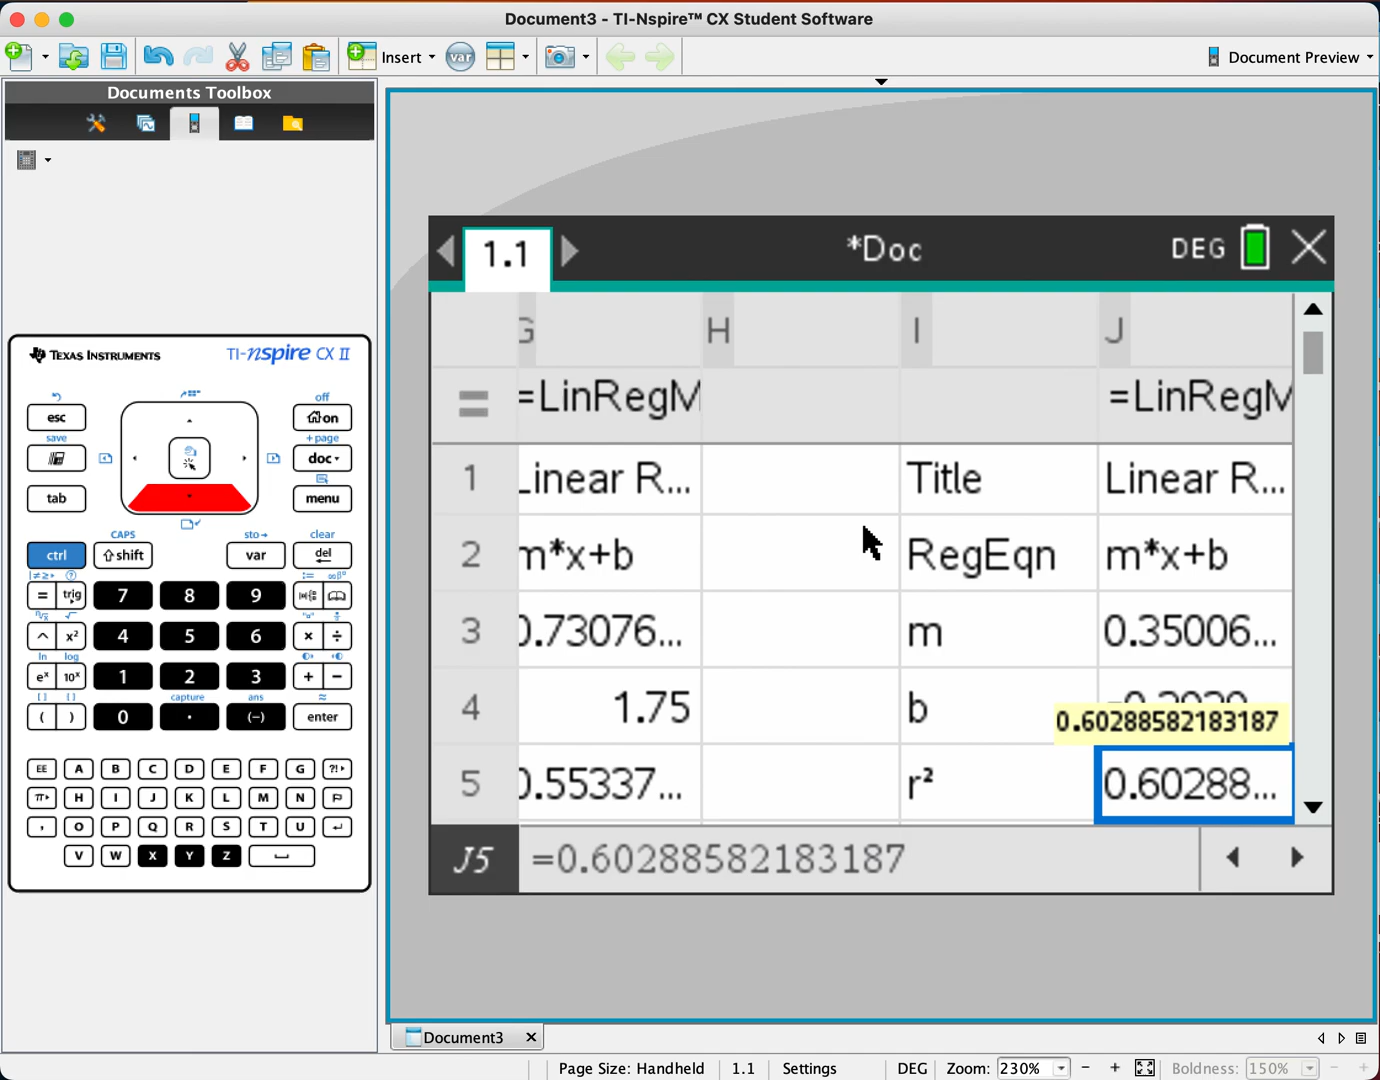 Document3 - TI-Nspire™ CX Student Software
Insert
var
Document Preview
Documents Toolbox
1.1
*Doc
DEG
G H I J
=LinRegM =LinRegM
1 Linear R... Title Linear R...
2 m*x+b RegEqn m*x+b
3 0.73076... m 0.35006...
4 1.75 b
0.60288582183187
5 0.55337... r² 0.60288...
J5 =0.60288582183187
TEXAS INSTRUMENTS TI-nspire CX II
off
esc on
save + page
doc
tab menu
CAPS sto→ clear
ctrl shift var del
= trig 7 8 9
^ x² 4 5 6 × ÷
ln log
eˣ 10ˣ 1 2 3 + −
capture ans ≈
( ) 0 . (−) enter
EE A B C D E F G ?!
π H I J K L M N
, O P Q R S T U
V W X Y Z
Document3
Page Size: Handheld 1.1 Settings DEG Zoom: 230% - + Boldness: 150% - +